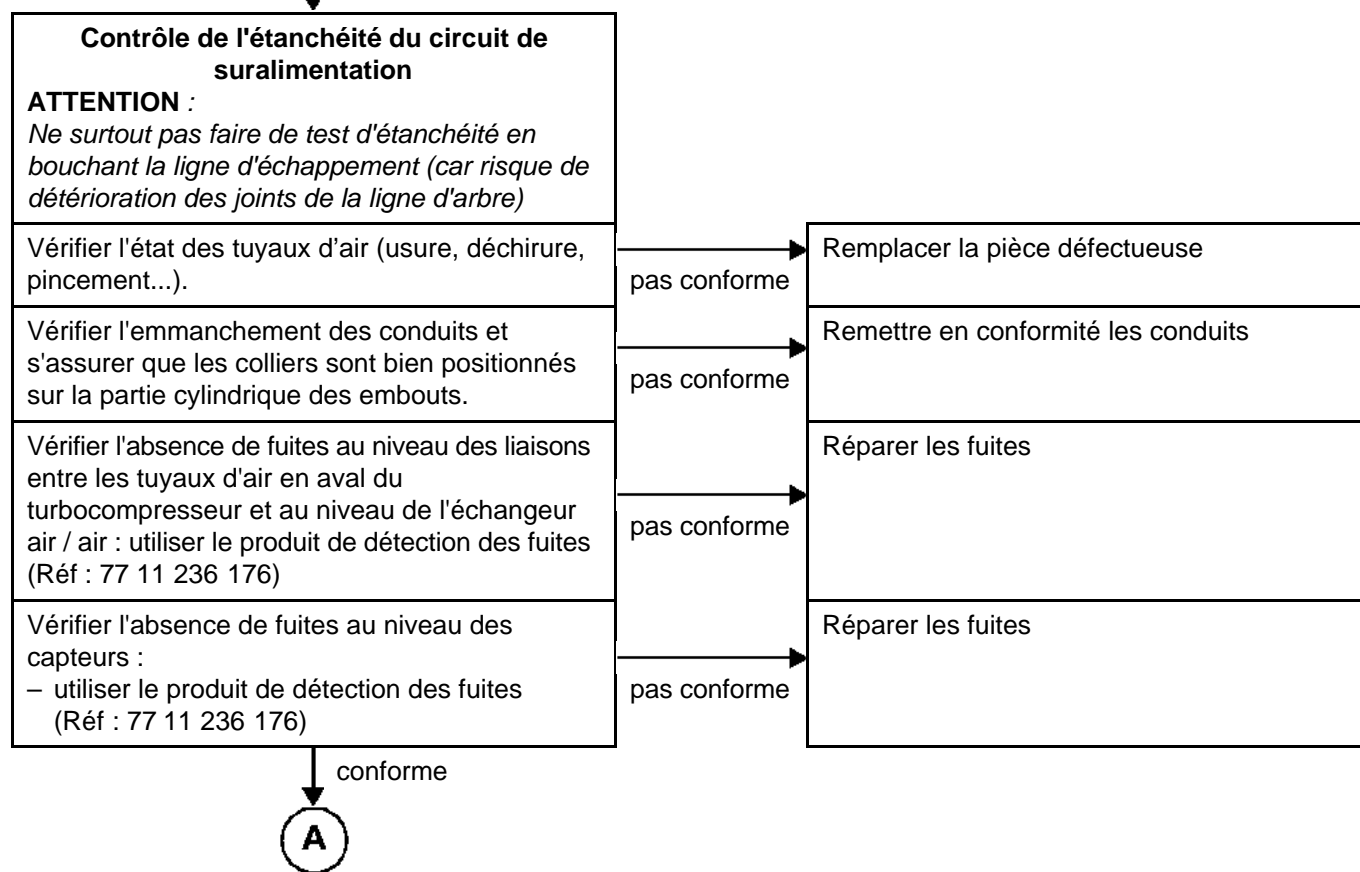 Contrôle de l'étanchéité du circuit de
suralimentation
ATTENTION :
Ne surtout pas faire de test d'étanchéité en
bouchant la ligne d'échappement (car risque de
détérioration des joints de la ligne d'arbre)
Vérifier l'état des tuyaux d'air (usure, déchirure,
pincement...).
pas conforme
Remplacer la pièce défectueuse
Vérifier l'emmanchement des conduits et
s'assurer que les colliers sont bien positionnés
sur la partie cylindrique des embouts.
pas conforme
Remettre en conformité les conduits
Vérifier l'absence de fuites au niveau des liaisons
entre les tuyaux d'air en aval du
turbocompresseur et au niveau de l'échangeur
air / air : utiliser le produit de détection des fuites
(Réf : 77 11 236 176)
pas conforme
Réparer les fuites
Vérifier l'absence de fuites au niveau des
capteurs :
– utiliser le produit de détection des fuites
(Réf : 77 11 236 176)
pas conforme
Réparer les fuites
conforme
A